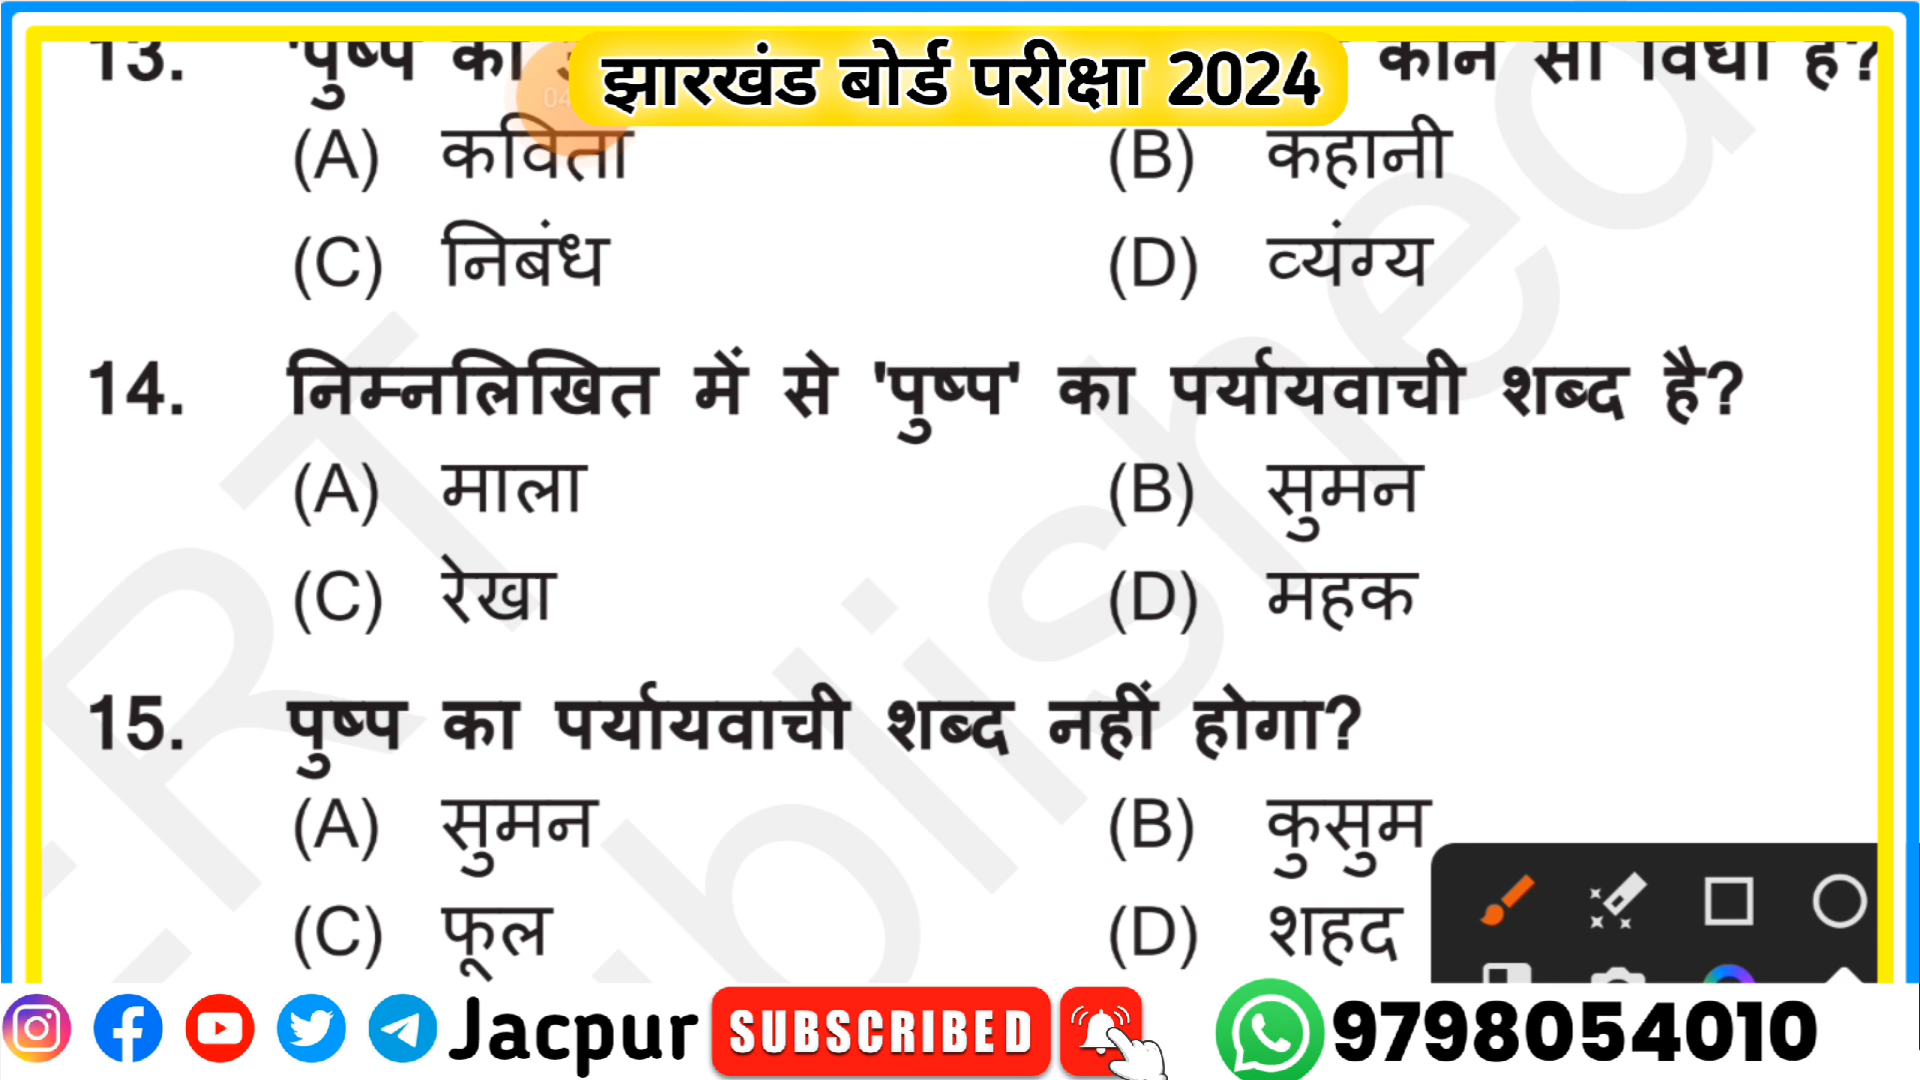 झारखंड बोर्ड परीक्षा 2024
13. 'पुष्प की कौन सी विधा है?
(A) कविता (B) कहानी
(C) निबंध (D) व्यंग्य
14. निम्नलिखित में से 'पुष्प' का पर्यायवाची शब्द है?
(A) माला (B) सुमन
(C) रेखा (D) महक
15. पुष्प का पर्यायवाची शब्द नहीं होगा?
(A) सुमन (B) कुसुम
(C) फूल (D) शहद
Jacpur SUBSCRIBED 9798054010